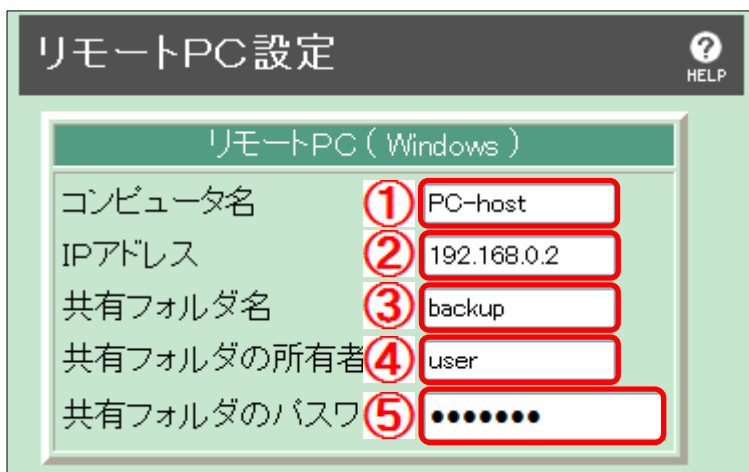 リモートPC設定
?
HELP
リモートPC ( Windows )
コンピュータ名 ① PC-host
IPアドレス ② 192.168.0.2
共有フォルダ名 ③ backup
共有フォルダの所有者 ④ user
共有フォルダのパスワ ⑤ ●●●●●●●